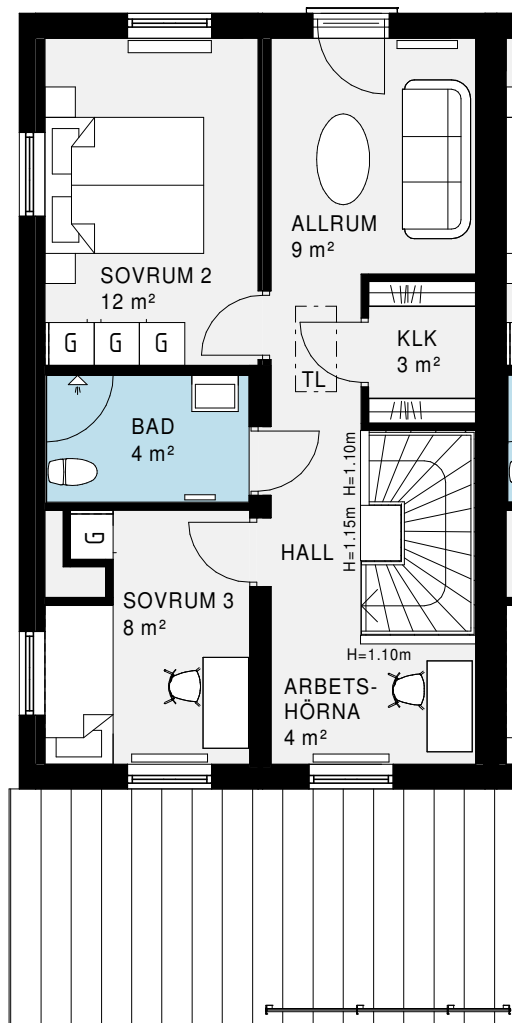 ALLRUM
9 m²
SOVRUM 2
12 m²
G G G
KLK
3 m²
TL
BAD
4 m²
H=1.10m
H=1.15m
G
HALL
SOVRUM 3
8 m²
H=1.10m
ARBETS-
HÖRNA
4 m²